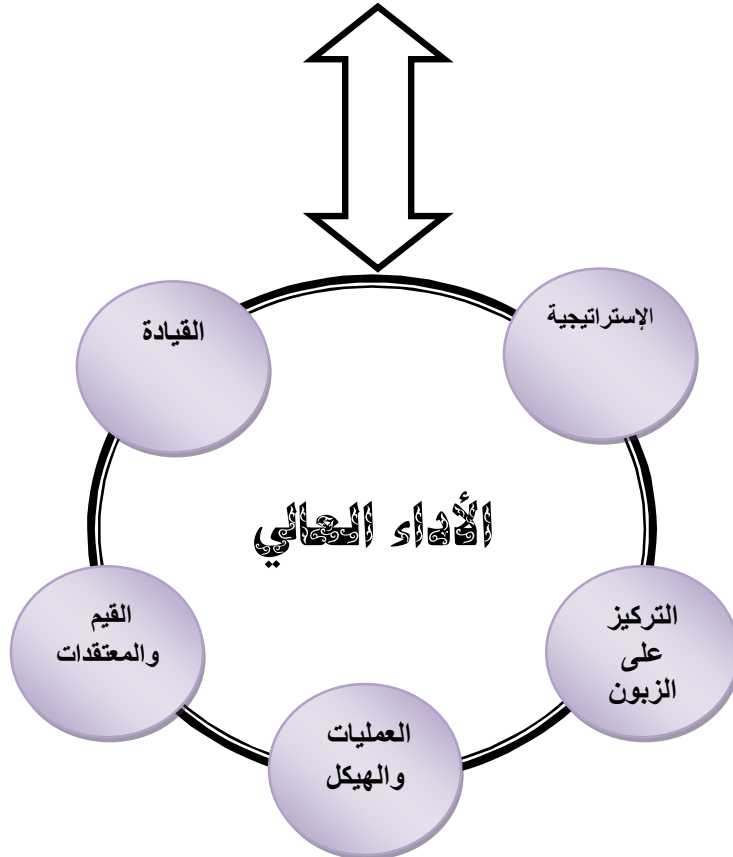 الإستراتيجية
القيادة
الأداء العالي
التركيز
على
الزبون
القيم
والمعتقدات
العمليات
والهيكل